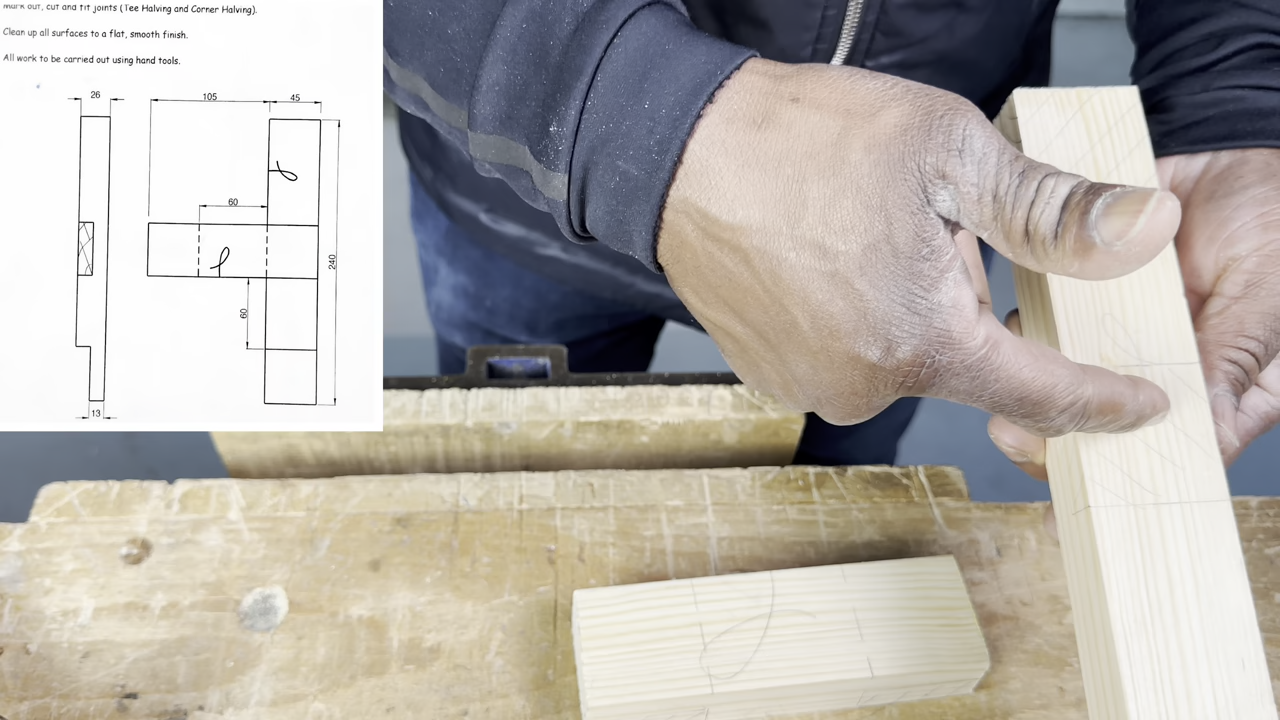 mark out, cut and fit joints (Tee Halving and Corner Halving).
Clean up all surfaces to a flat, smooth finish.
All work to be carried out using hand tools.
26
105
45
60
240
60
13